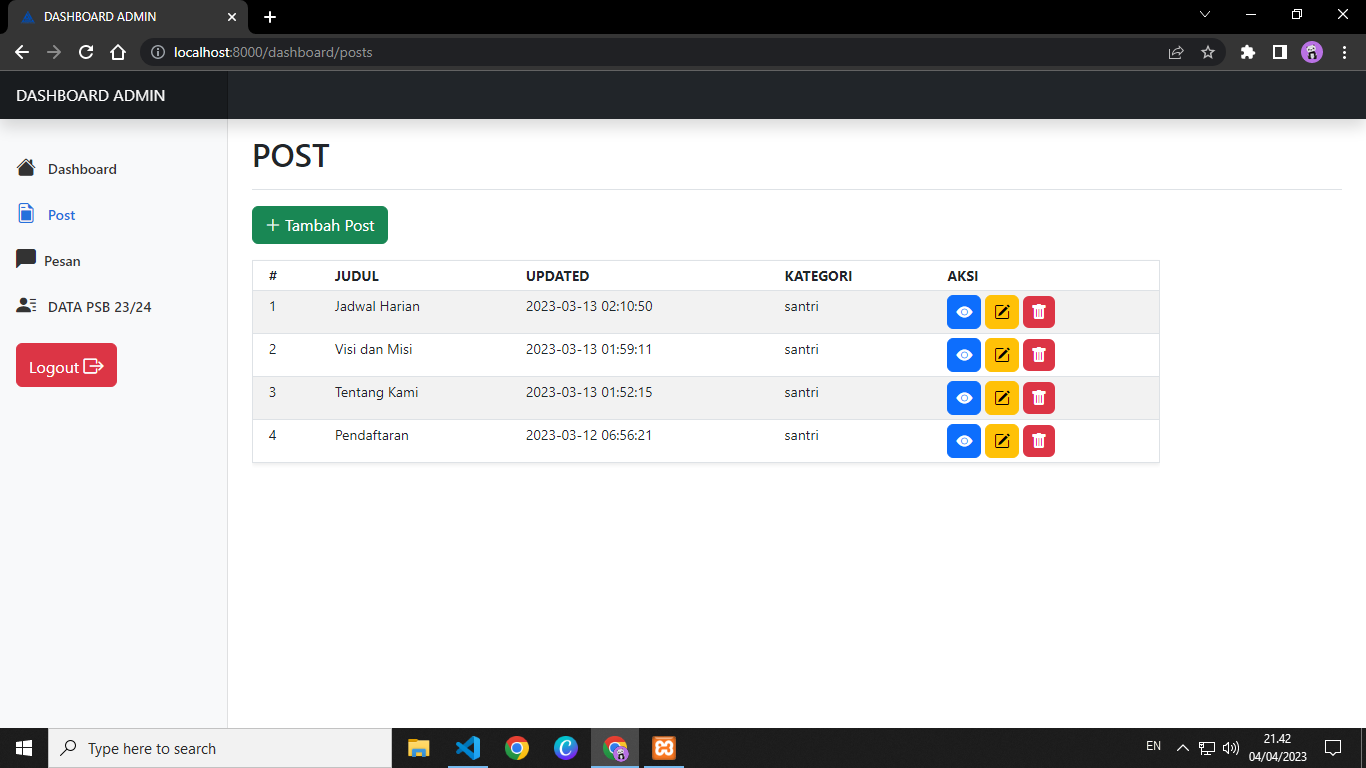 DASHBOARD ADMIN
localhost:8000/dashboard/posts
DASHBOARD ADMIN
Dashboard
Post
Pesan
DATA PSB 23/24
Logout
POST
+ Tambah Post
# JUDUL UPDATED KATEGORI AKSI
1 Jadwal Harian 2023-03-13 02:10:50 santri
2 Visi dan Misi 2023-03-13 01:59:11 santri
3 Tentang Kami 2023-03-13 01:52:15 santri
4 Pendaftaran 2023-03-12 06:56:21 santri
Type here to search
EN
21.42
04/04/2023